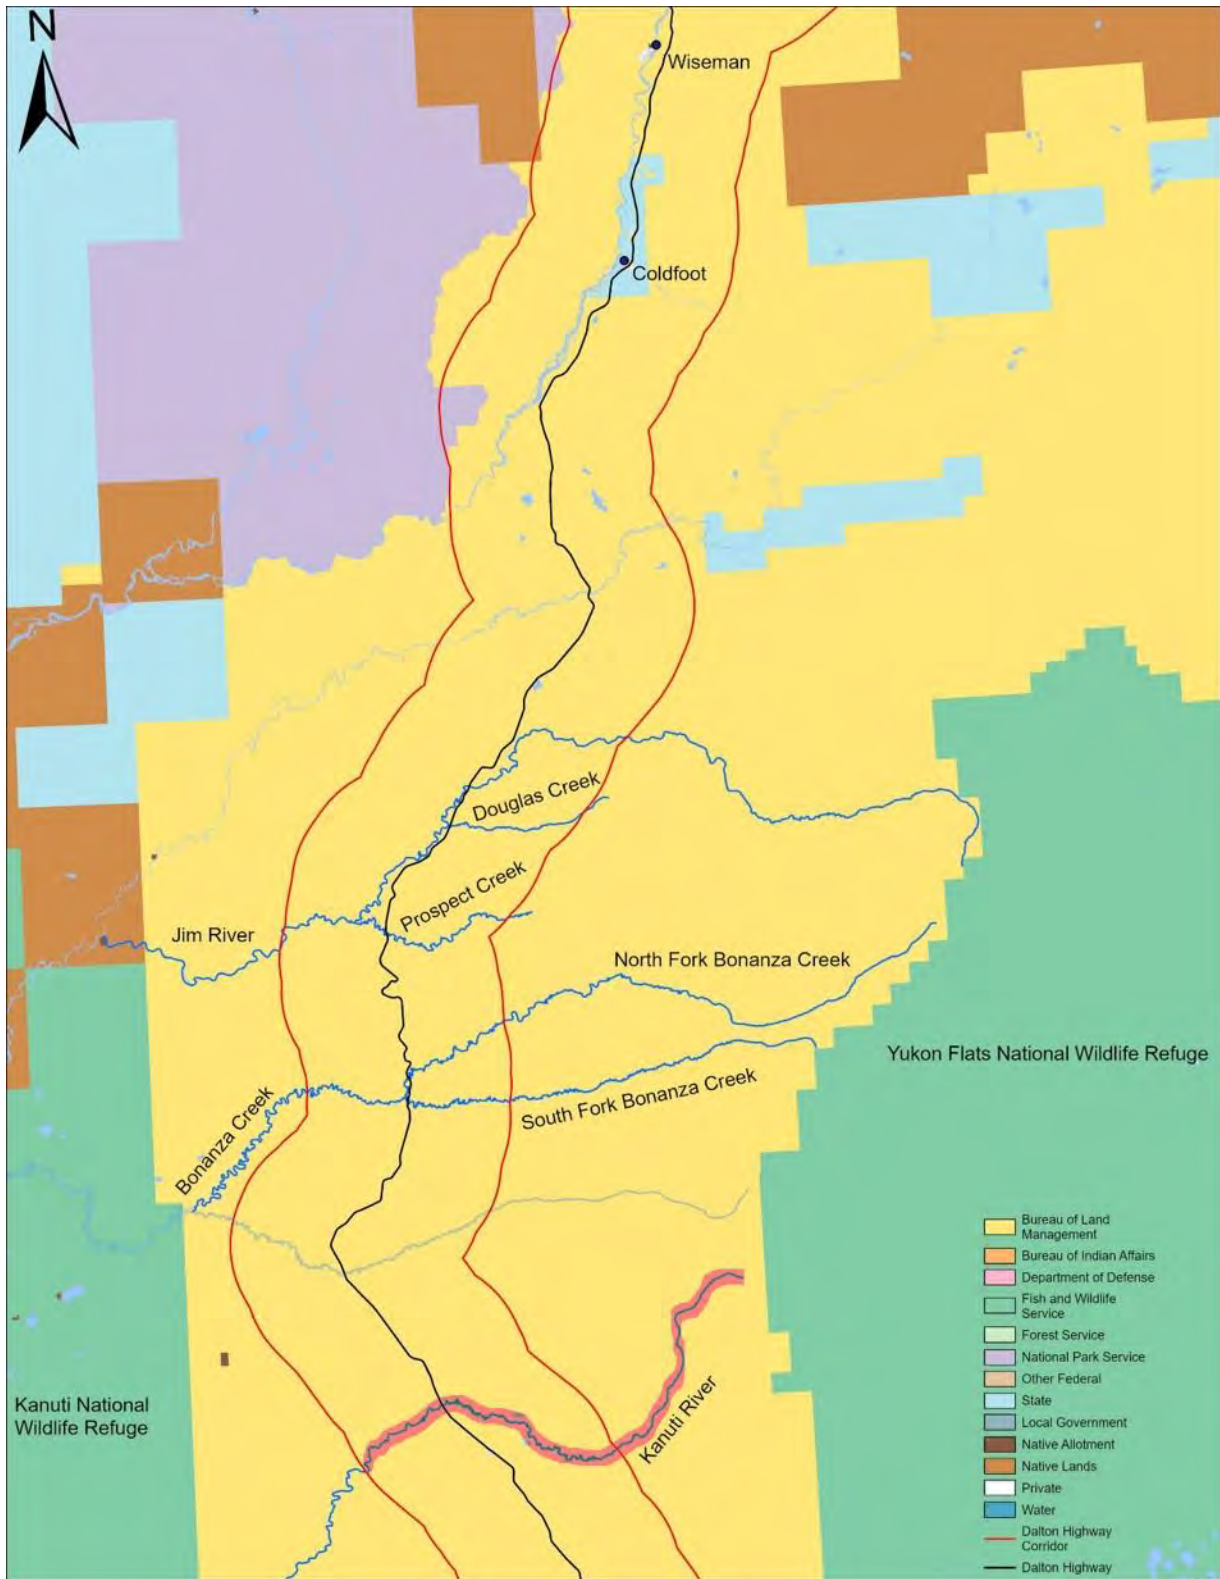 N
Wiseman
Coldfoot
Douglas Creek
Prospect Creek
Jim River
North Fork Bonanza Creek
Yukon Flats National Wildlife Refuge
South Fork Bonanza Creek
Bonanza Creek
Kanuti River
Kanuti National
Wildlife Refuge
Bureau of Land
Management
Bureau of Indian Affairs
Department of Defense
Fish and Wildlife
Service
Forest Service
National Park Service
Other Federal
State
Local Government
Native Allotment
Native Lands
Private
Water
Dalton Highway
Corridor
Dalton Highway